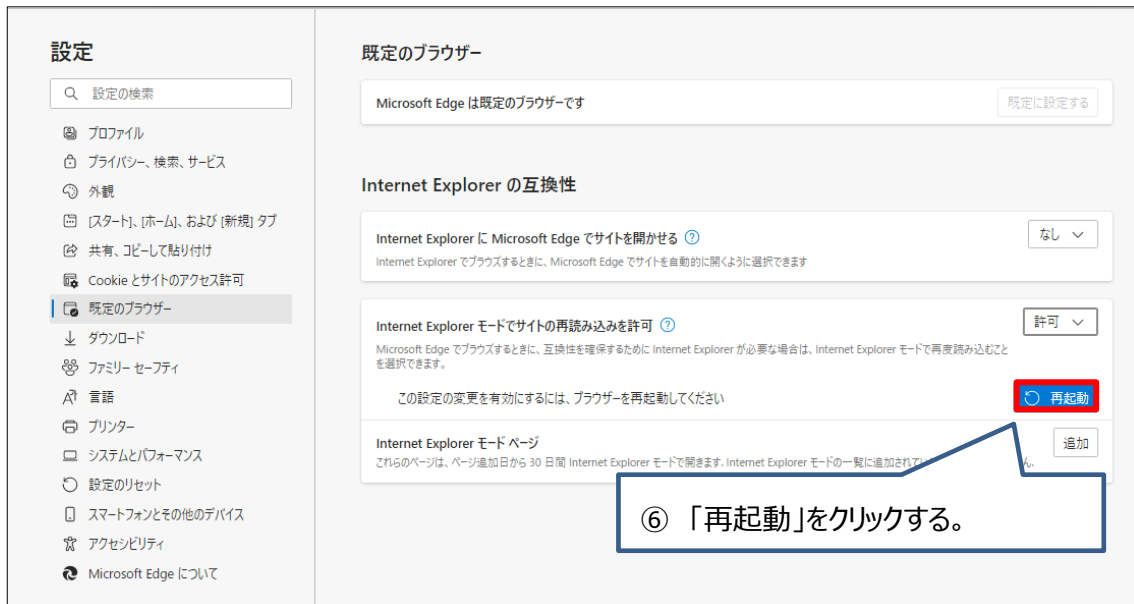 設定
設定の検索
プロファイル
プライバシー、検索、サービス
外観
[スタート]、[ホーム]、および [新規] タブ
共有、コピーして貼り付け
Cookie とサイトのアクセス許可
既定のブラウザー
ダウンロード
ファミリー セーフティ
言語
プリンター
システムとパフォーマンス
設定のリセット
スマートフォンとその他のデバイス
アクセシビリティ
Microsoft Edge について
既定のブラウザー
Microsoft Edge は既定のブラウザーです
既定に設定する
Internet Explorer の互換性
Internet Explorer に Microsoft Edge でサイトを開かせる
なし
Internet Explorer でブラウズするときに、Microsoft Edge でサイトを自動的に開くように選択できます
Internet Explorer モードでサイトの再読み込みを許可
許可
Microsoft Edge でブラウズするときに、互換性を確保するために Internet Explorer が必要な場合は、Internet Explorer モードで再度読み込むこと
を選択できます。
この設定の変更を有効にするには、ブラウザーを再起動してください
再起動
Internet Explorer モード ページ
追加
これらのページは、ページ追加日から 30 日間 Internet Explorer モードで開きます. Internet Explorer モードの一覧に追加されてい
⑥ 「再起動」をクリックする。